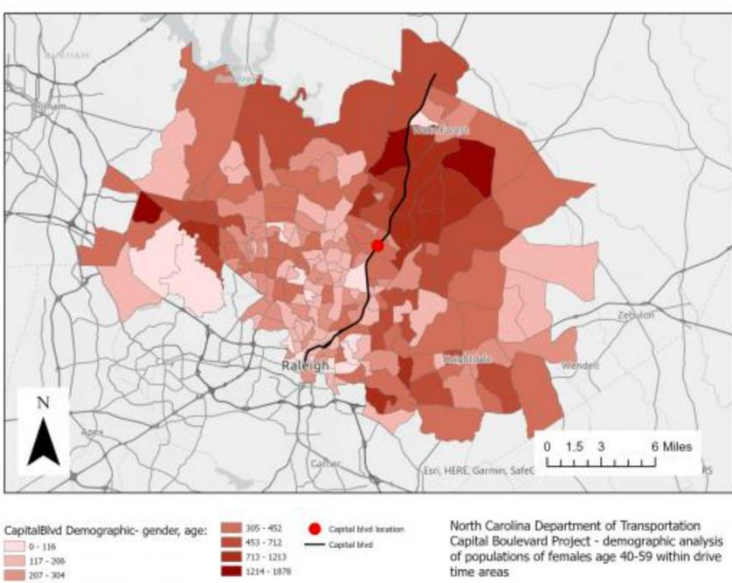 DURHAM
Wake Forest
Zebulon
Wendell
Knightdale
Raleigh
Cary
Apex
Garner
N
0 1.5 3 6 Miles
Esri, HERE, Garmin, SafeG
PS
CapitalBlvd Demographic- gender, age:
0 - 116
117 - 206
207 - 304
305 - 452
453 - 712
713 - 1213
1214 - 1878
Capital blvd location
Capital blvd
North Carolina Department of Transportation
Capital Boulevard Project - demographic analysis
of populations of females age 40-59 within drive
time areas